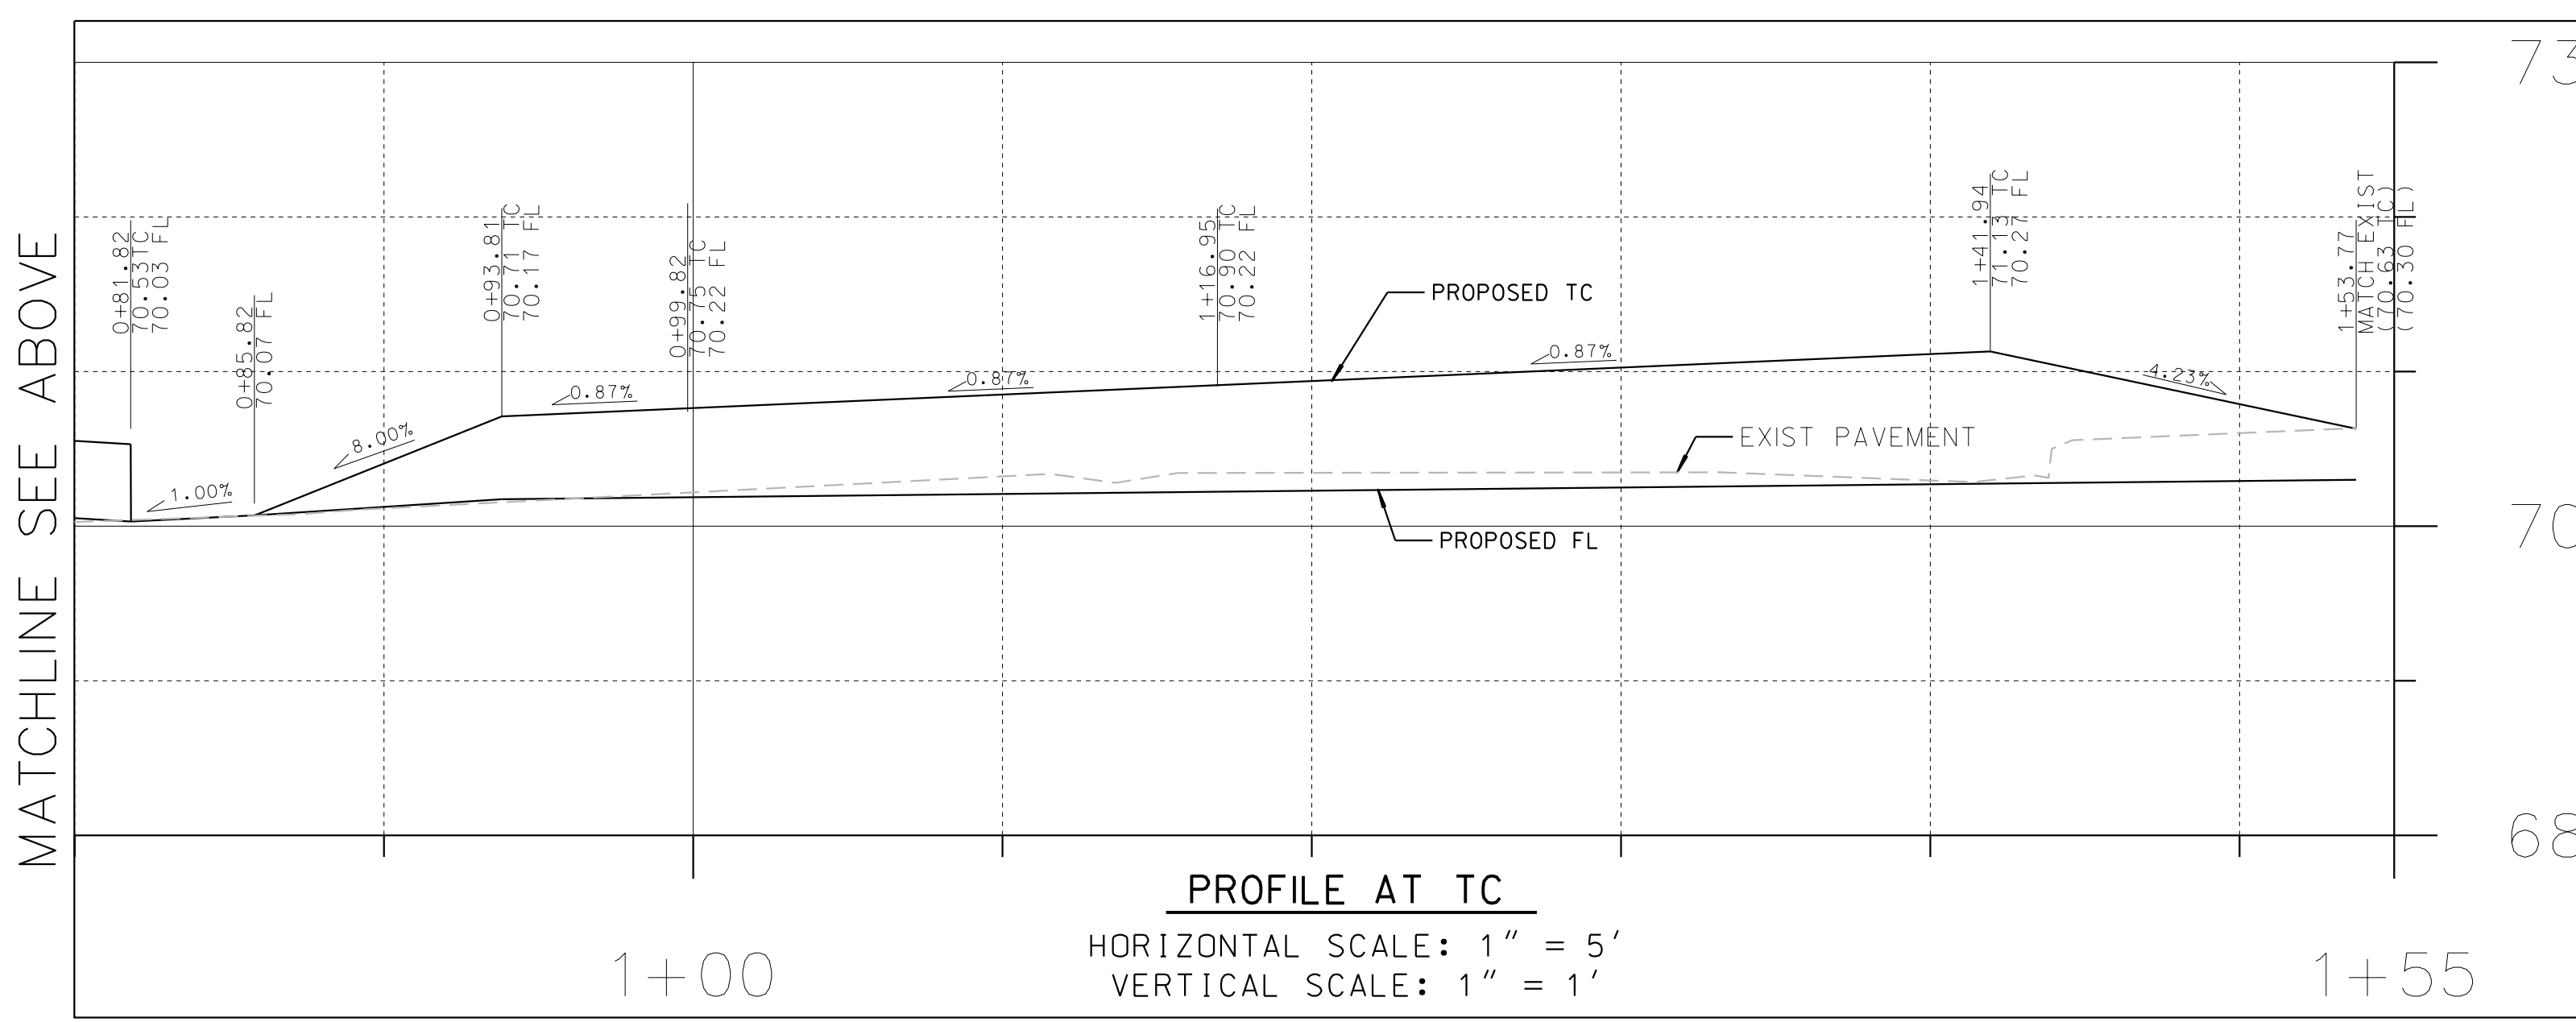 MATCHLINE SEE ABOVE
0+81.82
70.53TC
70.03 FL
0+85.82
70.07 FL
0+93.81
70.71 TC
70.17 FL
0+99.82
70.75 TC
70.22 FL
1+16.95
70.90 TC
70.22 FL
1+41.94
71.13 TC
70.27 FL
1+53.77
MATCH EXIST
(70.63 TC)
(70.30 FL)
1.00%
8.00%
0.87%
0.87%
0.87%
4.23%
PROPOSED TC
EXIST PAVEMENT
PROPOSED FL
73
70
68
PROFILE AT TC
HORIZONTAL SCALE: 1" = 5'
VERTICAL SCALE: 1" = 1'
1+00
1+55